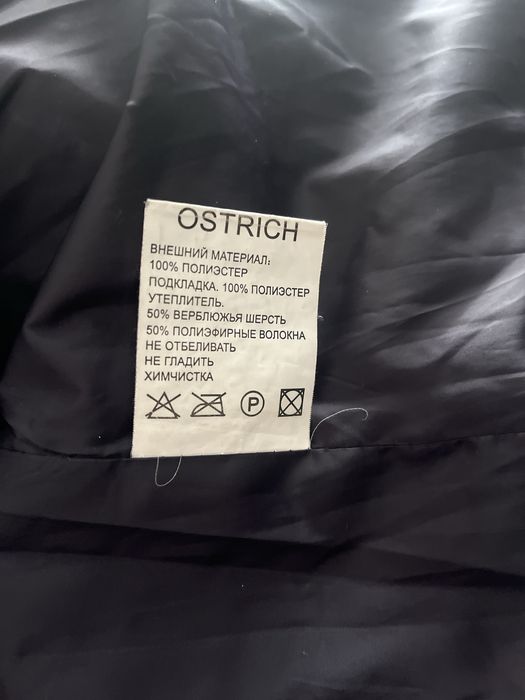 OSTRICH
ВНЕШНИЙ МАТЕРИАЛ:
100% ПОЛИЭСТЕР
ПОДКЛАДКА. 100% ПОЛИЭСТЕР
УТЕПЛИТЕЛЬ.
50% ВЕРБЛЮЖЬЯ ШЕРСТЬ
50% ПОЛИЭФИРНЫЕ ВОЛОКНА
НЕ ОТБЕЛИВАТЬ
НЕ ГЛАДИТЬ
ХИМЧИСТКА
P